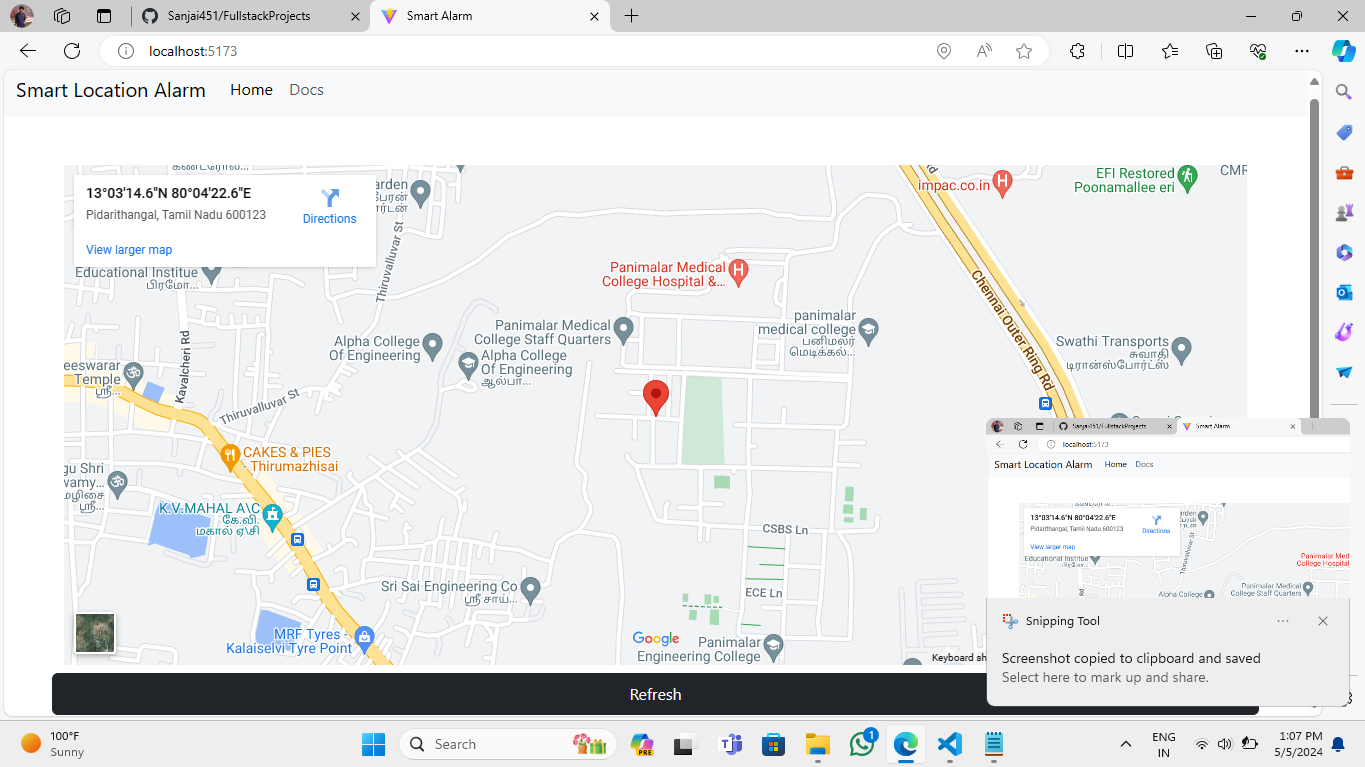 Sanjai451/FullstackProjects
Smart Alarm
localhost:5173
Smart Location Alarm
Home
Docs
13°03'14.6"N 80°04'22.6"E
Pidarithangal, Tamil Nadu 600123
View larger map
Directions
impac.co.in
EFI Restored
Poonamallee eri
CMR
Educational Institue
பிரமோ...
Thiruvalluvar St
Panimalar Medical
College Hospital &...
Chennai Outer Ring Rd
Panimalar Medical
College Staff Quarters
panimalar
medical college
பனிமலர்
மெடிக்கல்...
Alpha College
Of Engineering
Alpha College
Of Engineering
ஆல்பா...
Swathi Transports
சுவாதி
டிரான்ஸ்போர்ட்ஸ்
eeswarar
Temple
ஸ்ரீ...
Kavalcheri Rd
Thiruvalluvar St
CAKES & PIES
- Thirumazhisai
gu Shri
wamy...
ஸ்ரீ...
K.V.MAHAL A\C
கே.வி.
மகால் ஏ\சி
CSBS Ln
ECE Ln
Sri Sai Engineering Co
ஸ்ரீ சாய்...
MRF Tyres -
Kalaiselvi Tyre Point
Google
Panimalar
Engineering College
Keyboard sh
Refresh
Sanjai451/FullstackProjects
Smart Alarm
localhost:5173
Smart Location Alarm
Home
Docs
13°03'14.6"N 80°04'22.6"E
Pidarithangal, Tamil Nadu 600123
View larger map
Directions
Educational Institue
Thiruvalluvar St
Panimalar Med
College Hospital
Panimalar Medical
College Staff Quarters
Alpha College
Snipping Tool
Screenshot copied to clipboard and saved
Select here to mark up and share.
100°F
Sunny
Search
PRE
1
ENG
IN
1:07 PM
5/5/2024